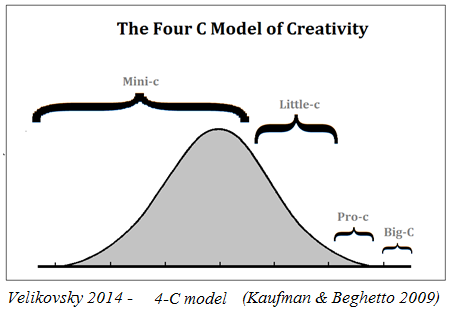 The Four C Model of Creativity
Mini-c
Little-c
Pro-c
Big-C
Velikovsky 2014 - 4-C model (Kaufman & Beghetto 2009)